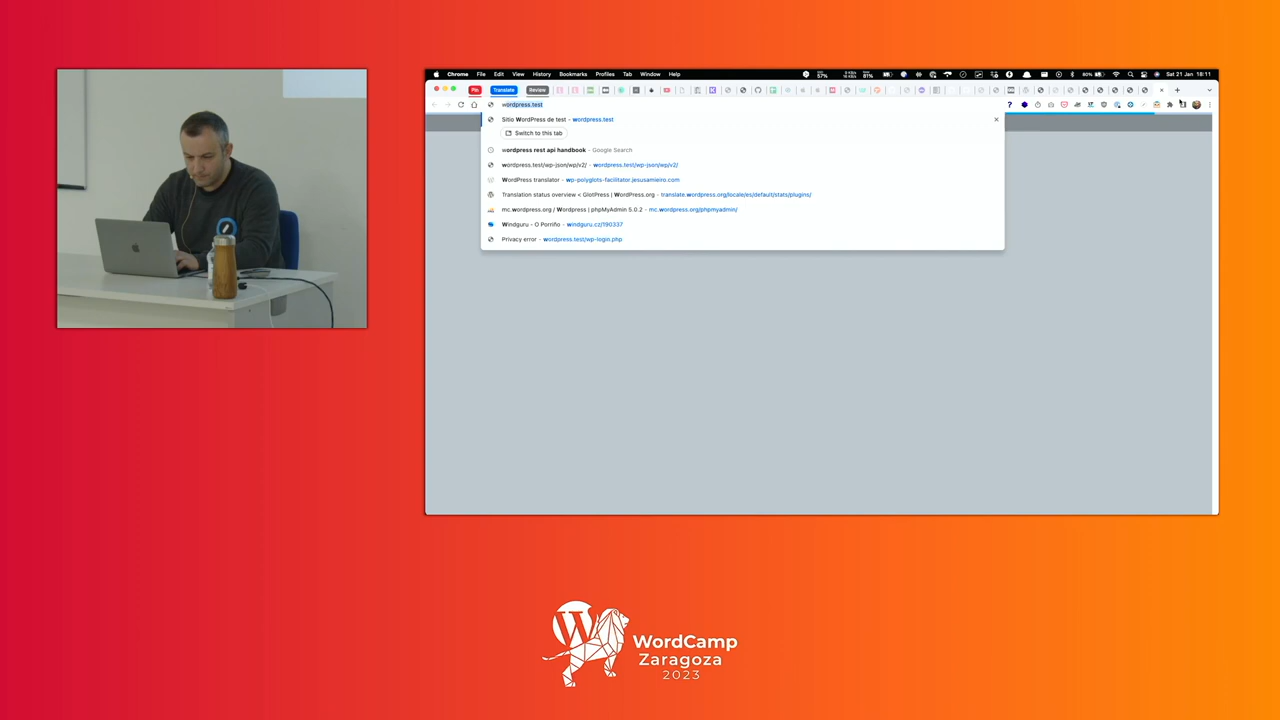 Chrome File Edit View History Bookmarks Profiles Tab Window Help
57%
81%
60%
Sat 21 Jan 18:11
Pin Translate Review
wordpress.test
Sitio WordPress de test - wordpress.test
Switch to this tab
wordpress rest api handbook - Google Search
wordpress.test/wp-json/wp/v2/ - wordpress.test/wp-json/wp/v2/
WordPress translator - wp-polyglots-facilitator.jesusamieiro.com
Translation status overview < GlotPress | WordPress.org - translate.wordpress.org/locale/es/default/stats/plugins/
mc.wordpress.org / Wordpress | phpMyAdmin 5.0.2 - mc.wordpress.org/phpmyadmin/
Windguru - O Porriño - windguru.cz/190337
Privacy error - wordpress.test/wp-login.php
WordCamp
Zaragoza
2023